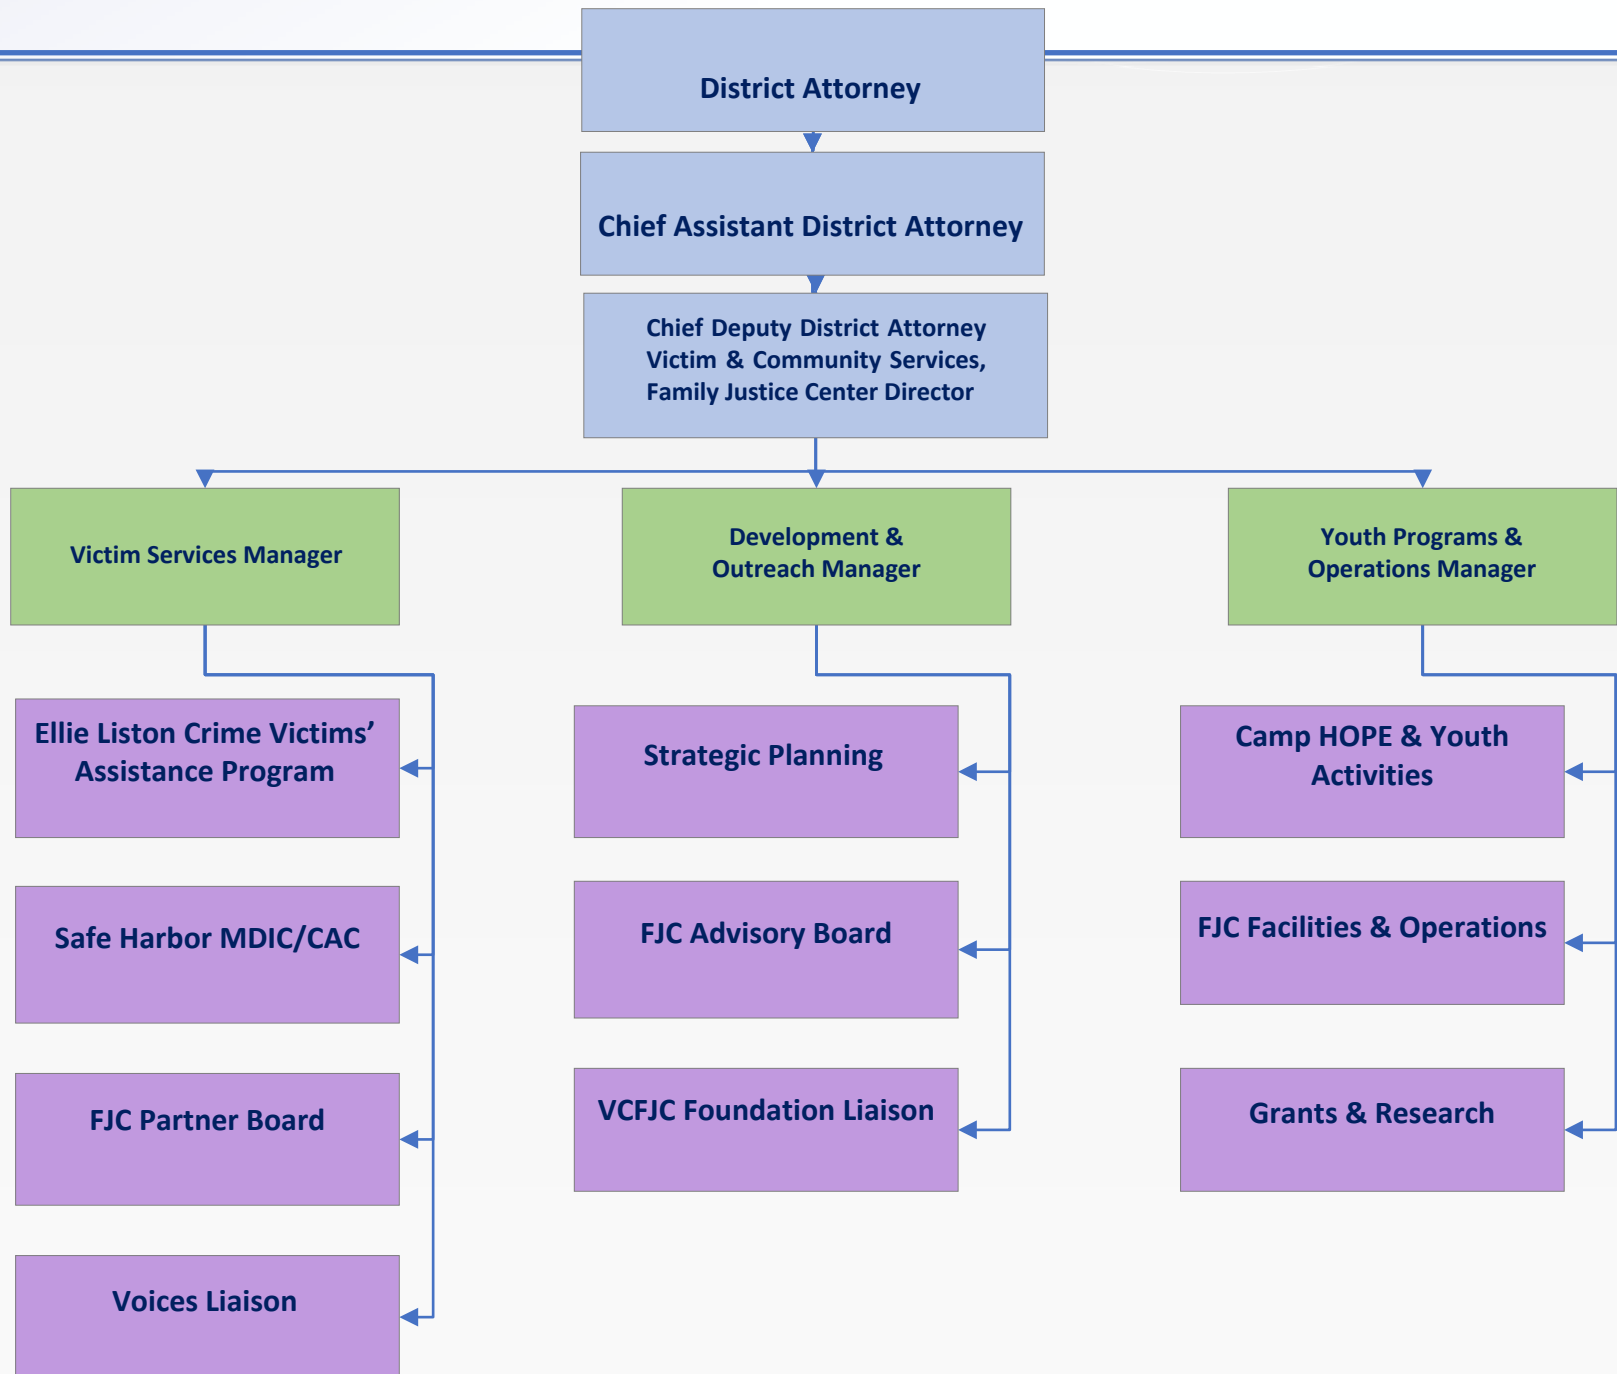 District Attorney
Chief Assistant District Attorney
Chief Deputy District Attorney
Victim & Community Services,
Family Justice Center Director
Victim Services Manager
Development &
Outreach Manager
Youth Programs &
Operations Manager
Ellie Liston Crime Victims’
Assistance Program
Strategic Planning
Camp HOPE & Youth
Activities
Safe Harbor MDIC/CAC
FJC Advisory Board
FJC Facilities & Operations
FJC Partner Board
VCFJC Foundation Liaison
Grants & Research
Voices Liaison